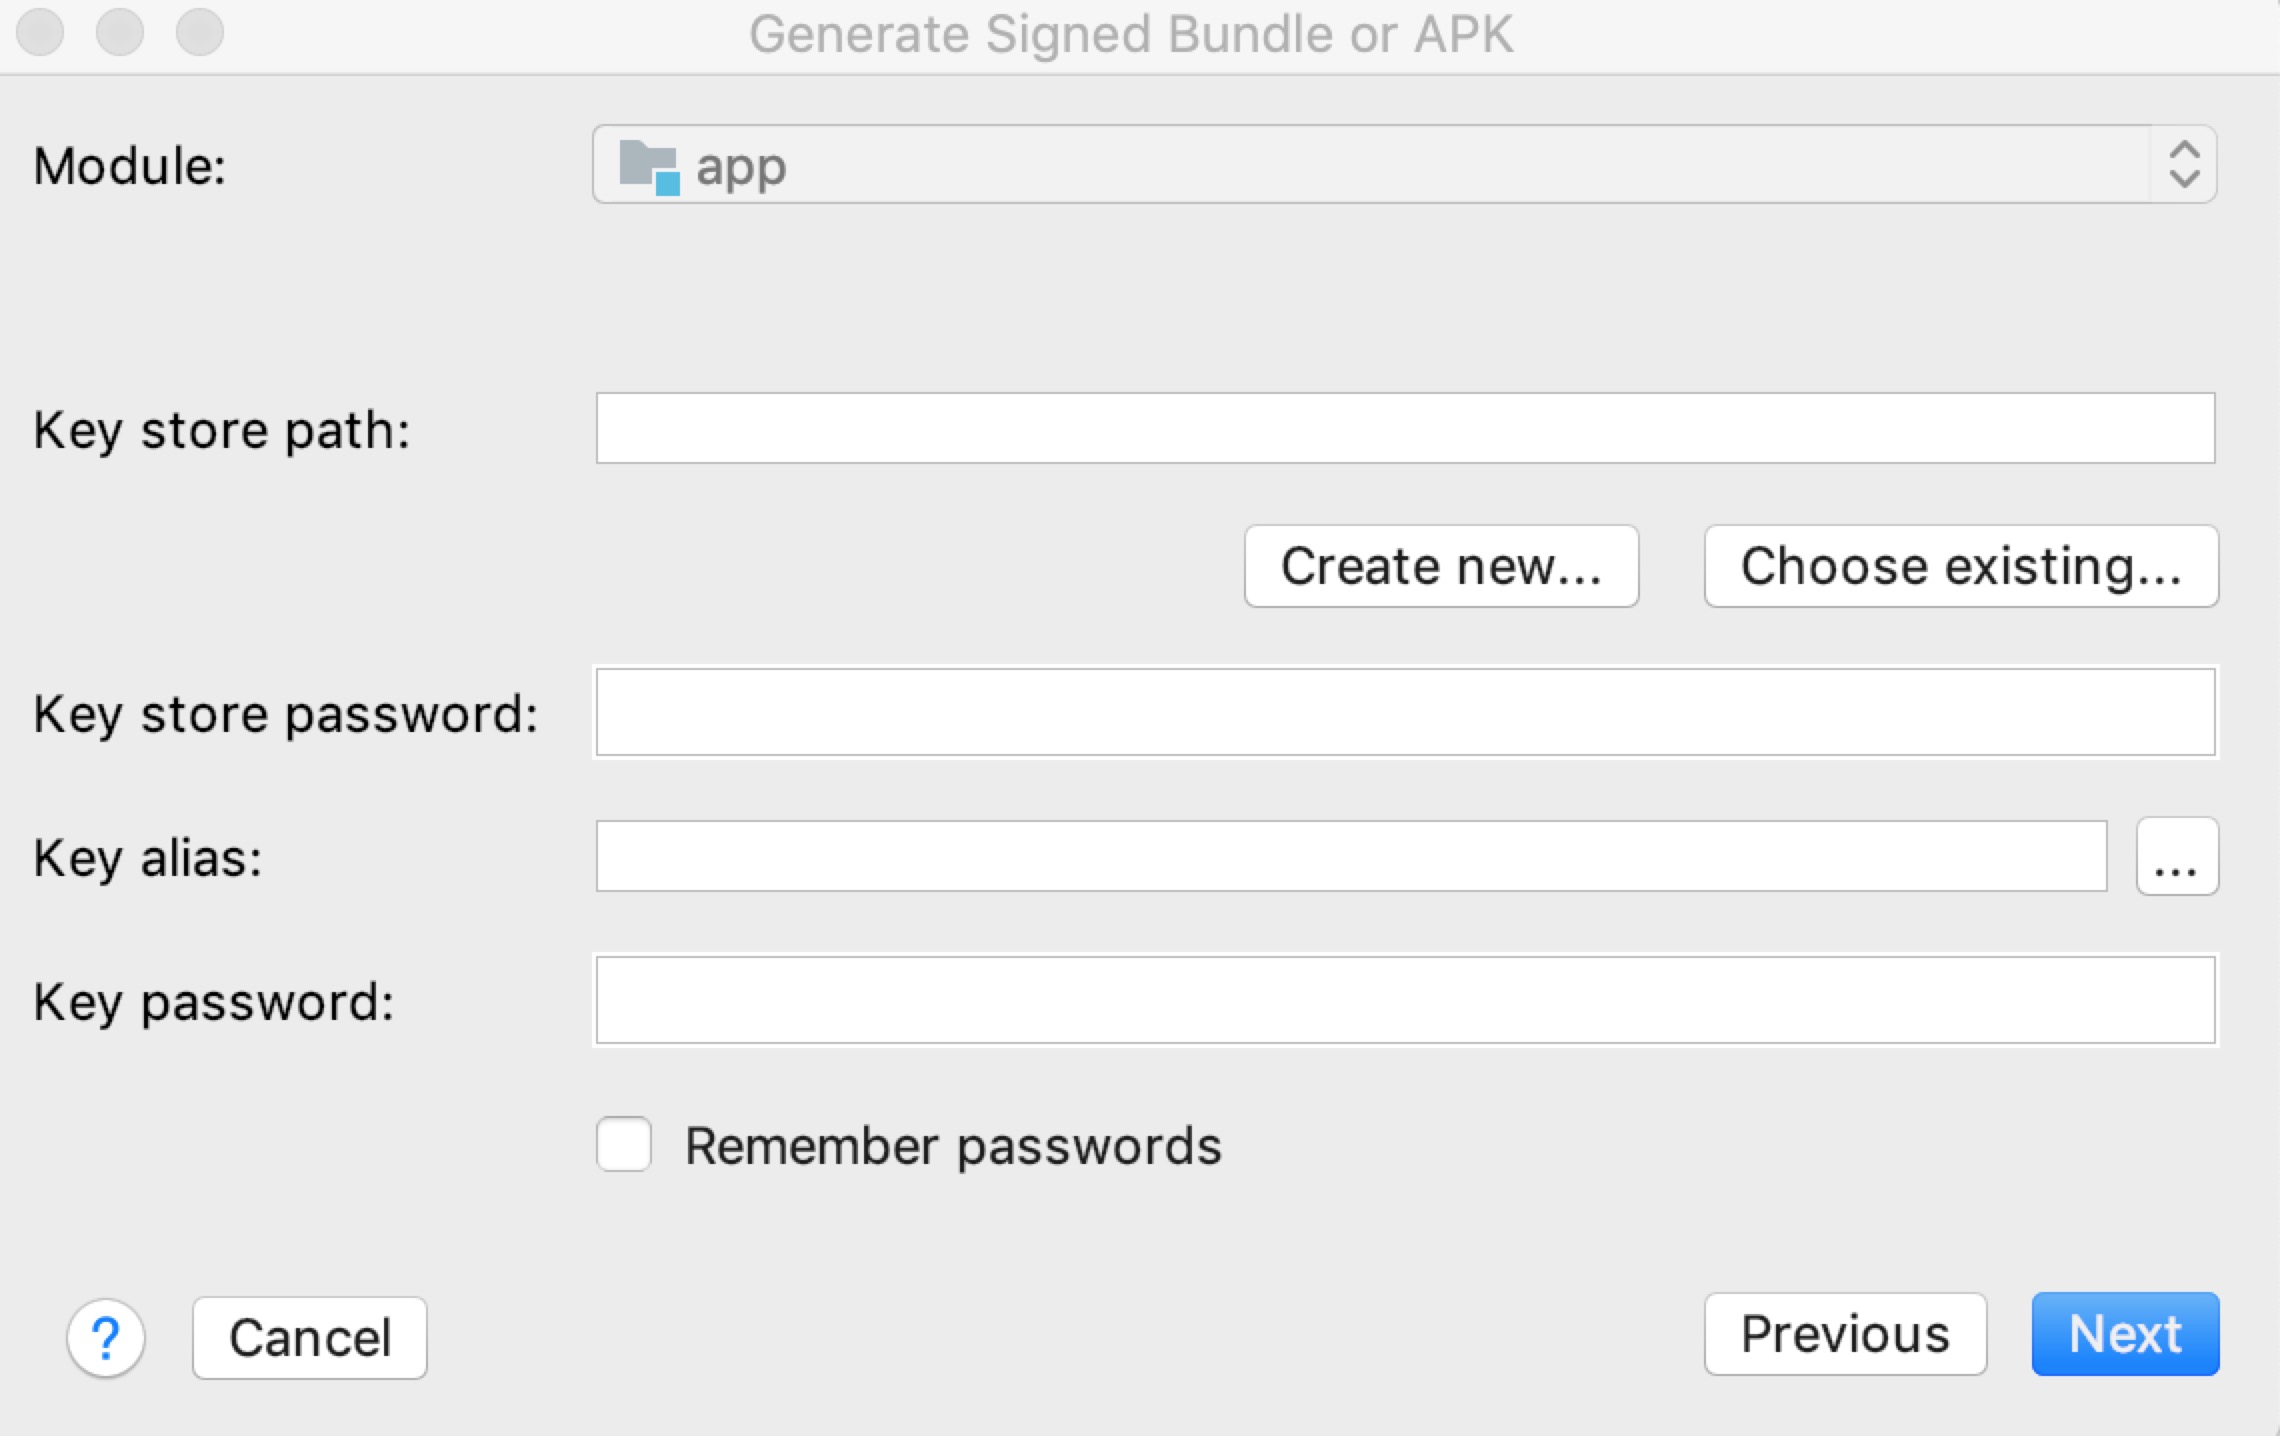 Generate Signed Bundle or APK
Module: app
Key store path:
Create new... Choose existing...
Key store password:
Key alias: ...
Key password:
Remember passwords
? Cancel Previous Next